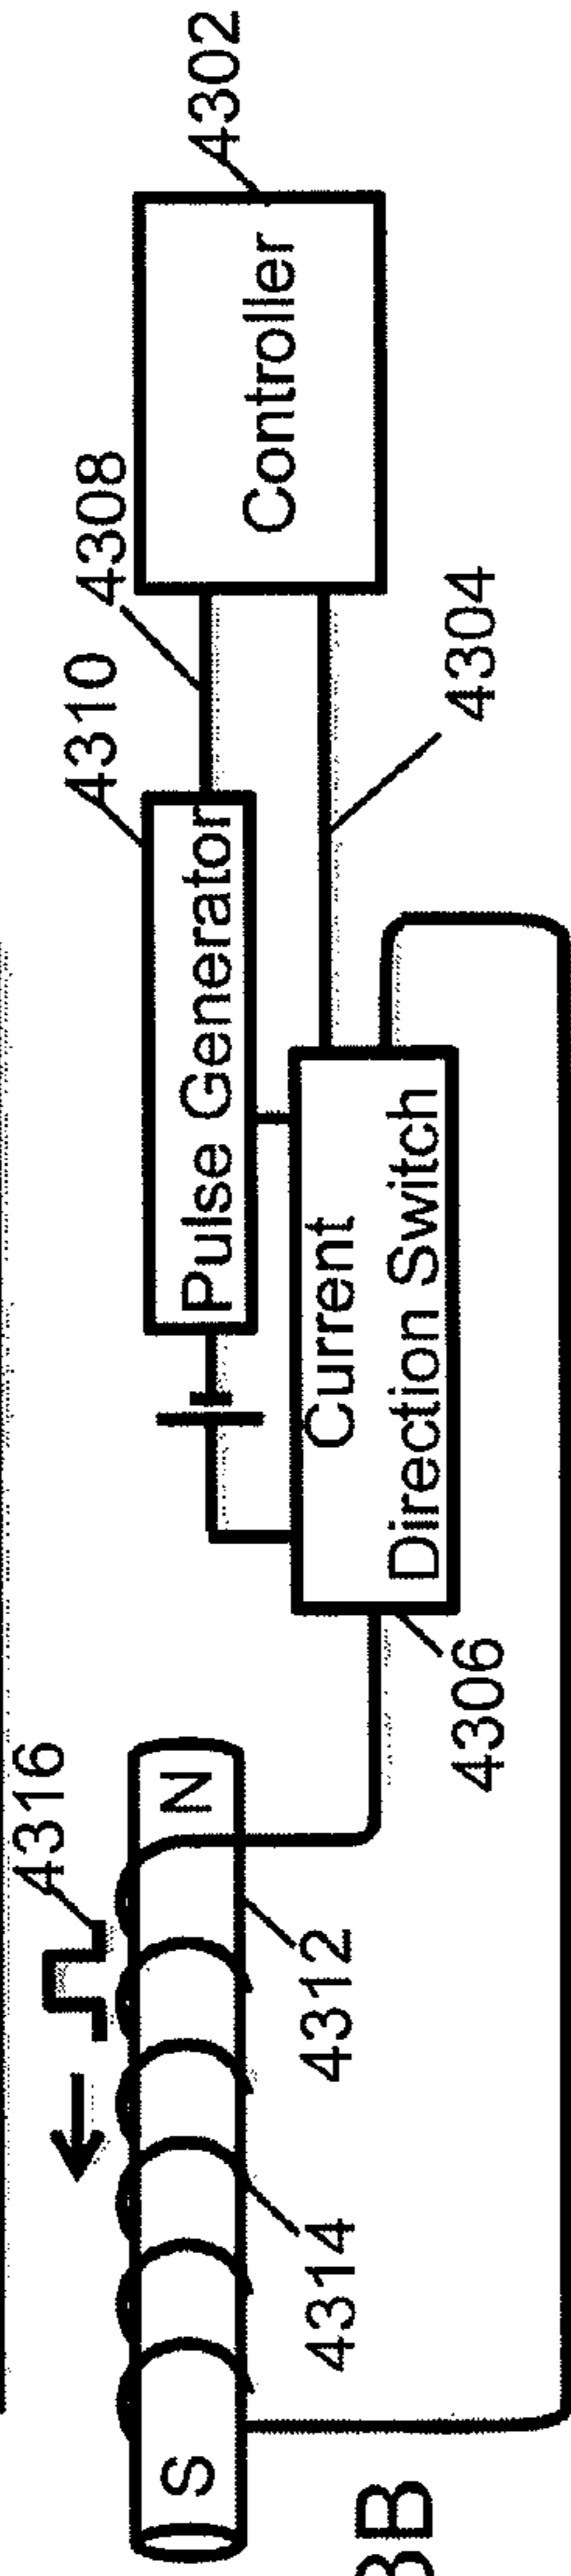 4302
Controller
4308
4310
Pulse Generator
4304
Current
Direction Switch
4306
4316
N
4312
4314
S
3B